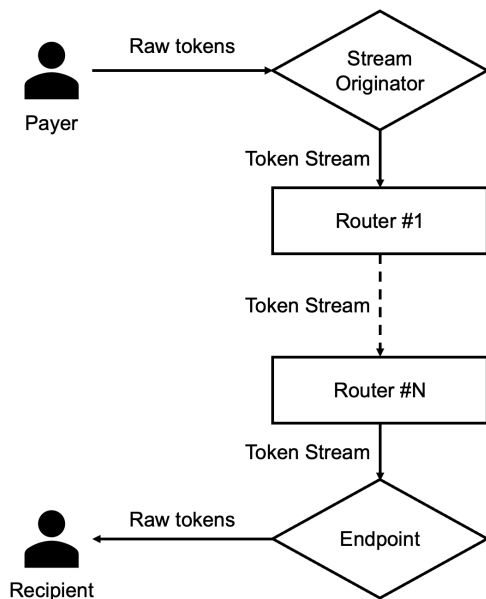 Raw tokens
Stream
Originator
Payer
Token Stream
Router #1
Token Stream
Router #N
Token Stream
Raw tokens
Endpoint
Recipient